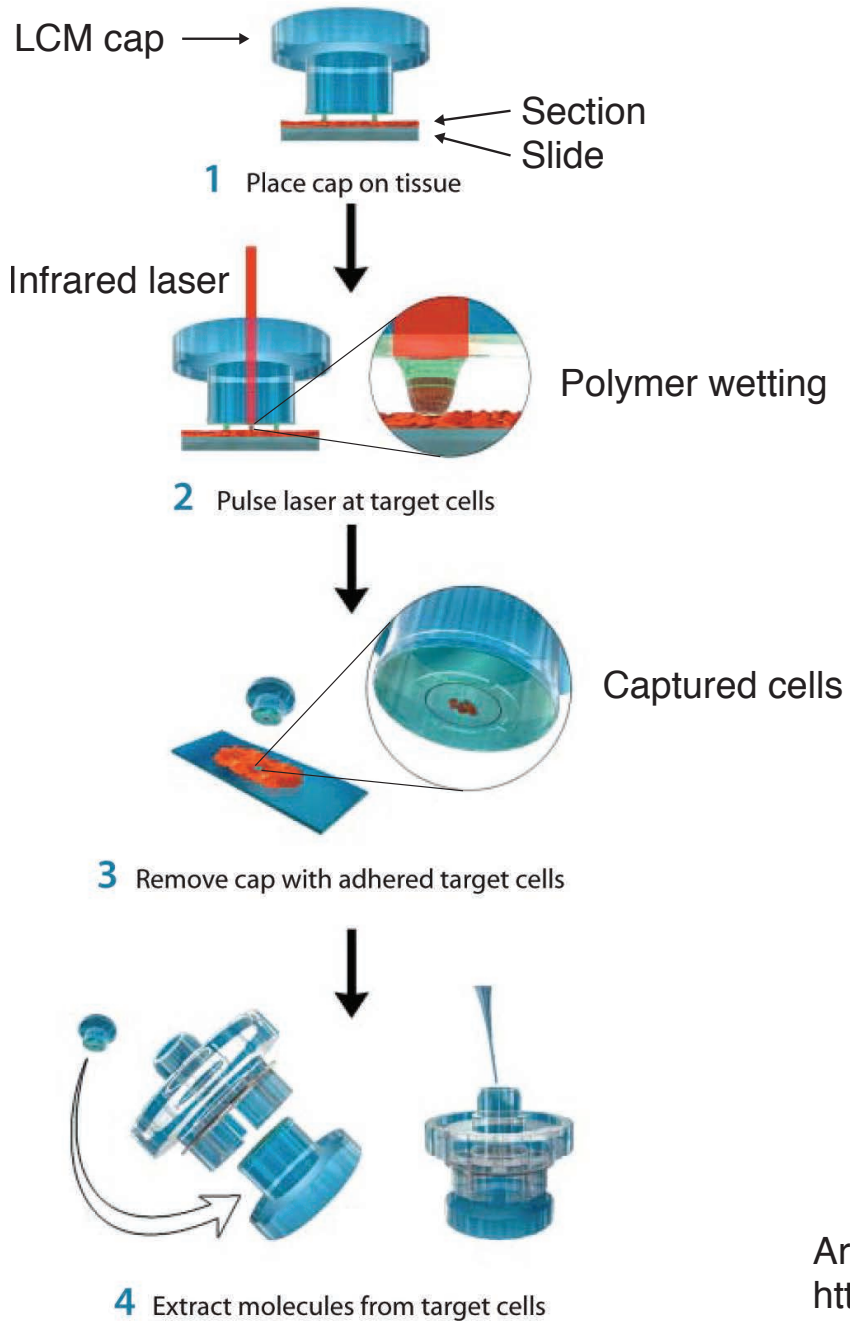 LCM cap
Section
Slide
1 Place cap on tissue
Infrared laser
Polymer wetting
2 Pulse laser at target cells
Captured cells
3 Remove cap with adhered target cells
4 Extract molecules from target cells